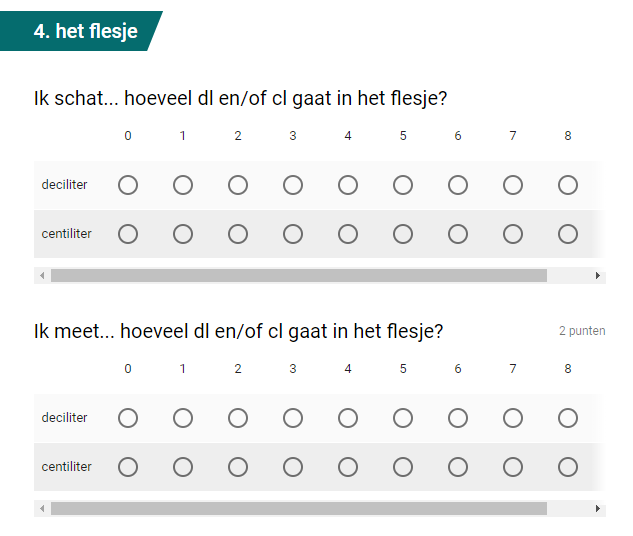 4. het flesje
Ik schat... hoeveel dl en/of cl gaat in het flesje?
0 1 2 3 4 5 6 7 8
deciliter
centiliter
Ik meet... hoeveel dl en/of cl gaat in het flesje? 2 punten
0 1 2 3 4 5 6 7 8
deciliter
centiliter